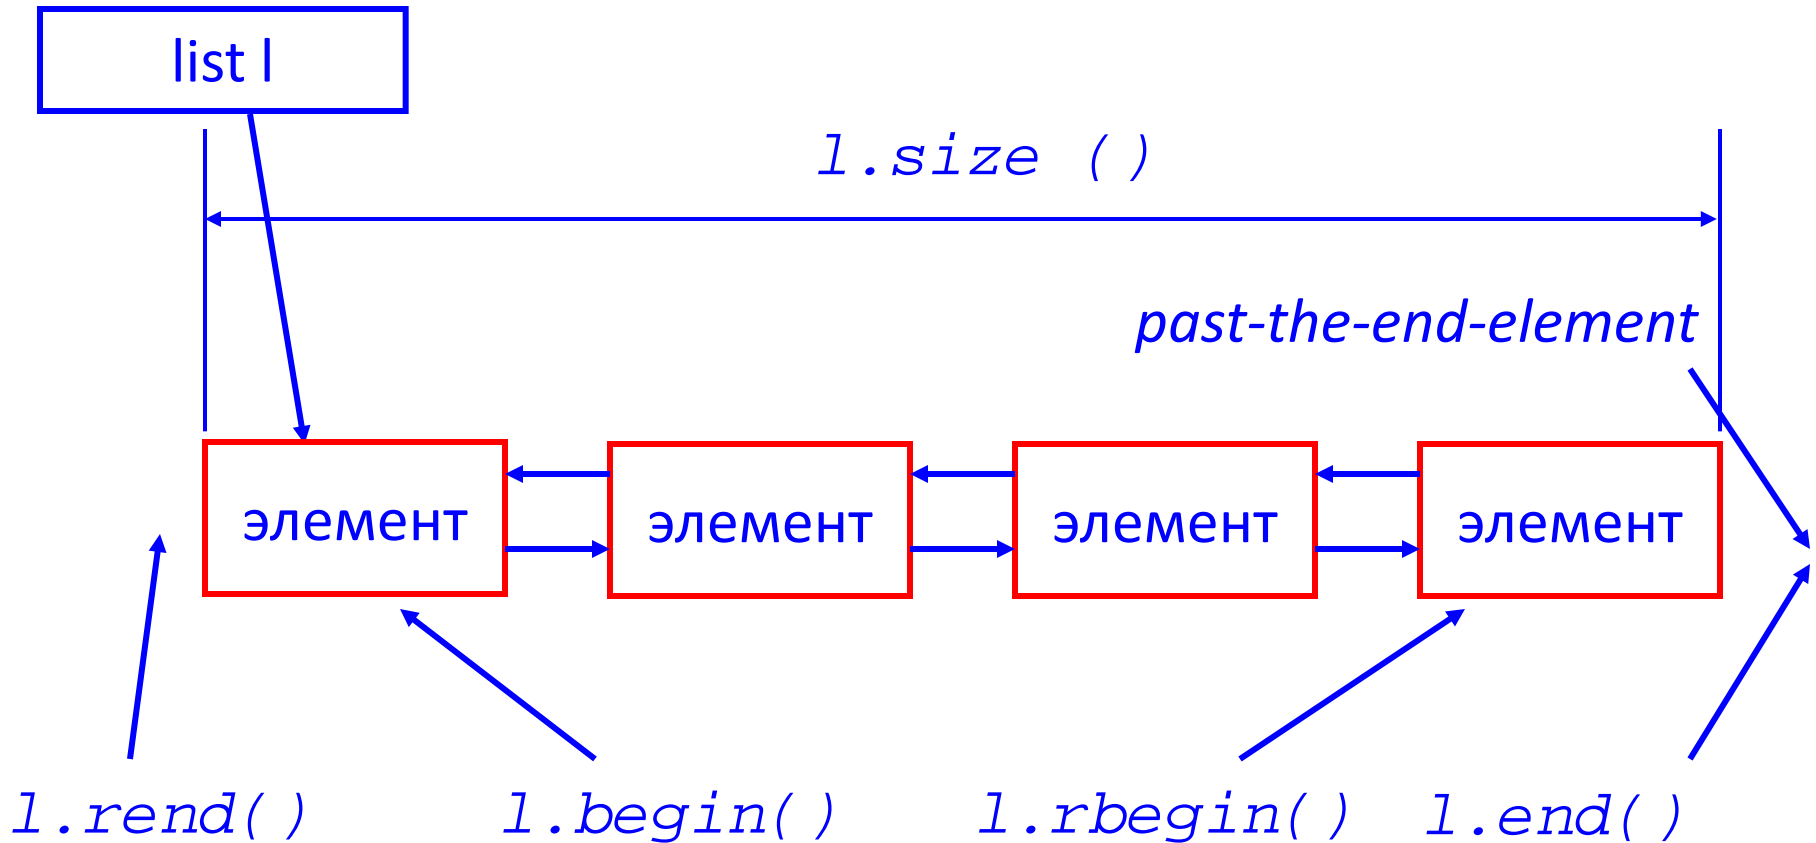 list l
l.size ()
past-the-end-element
элемент элемент элемент элемент
l.rend() l.begin() l.rbegin() l.end()